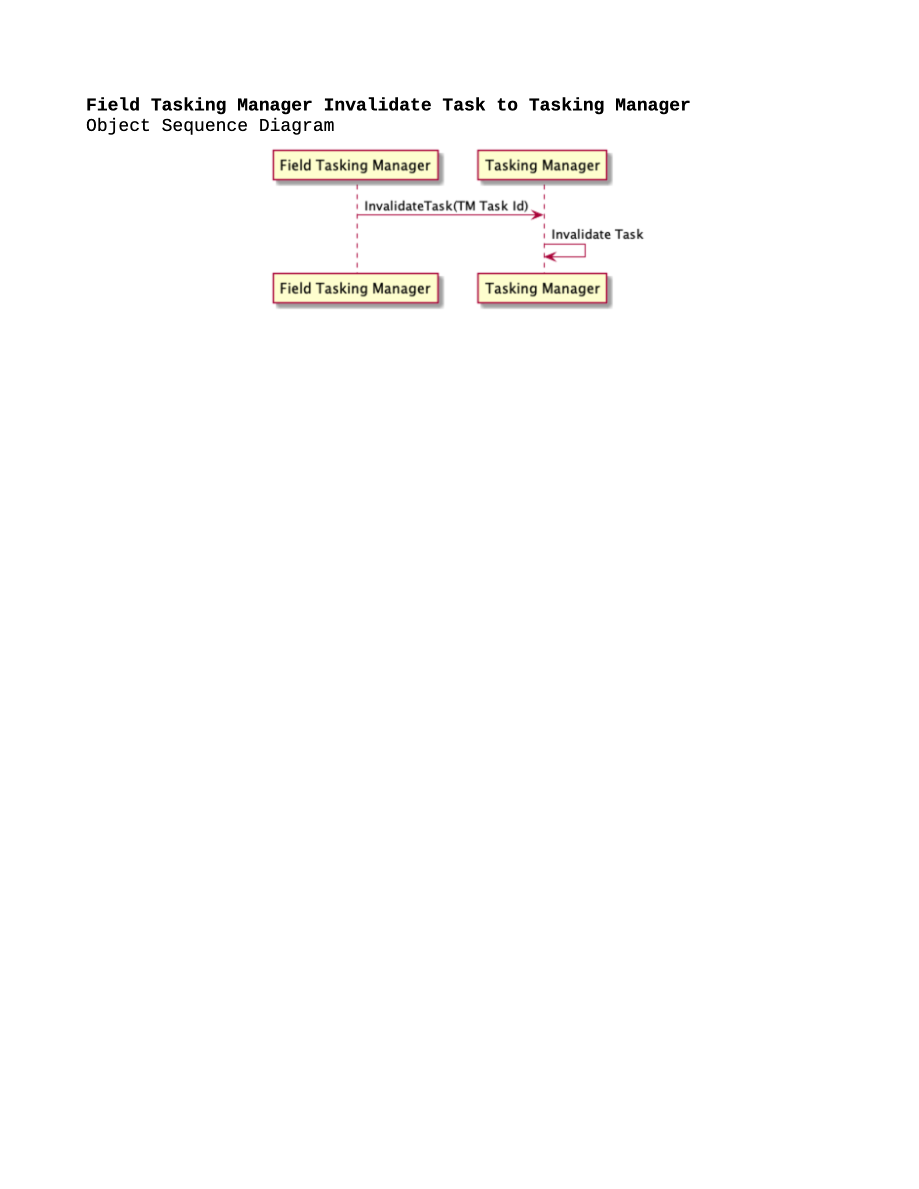 Field Tasking Manager Invalidate Task to Tasking Manager
Object Sequence Diagram
Field Tasking Manager Tasking Manager
InvalidateTask(TM Task Id)
Invalidate Task
Field Tasking Manager Tasking Manager